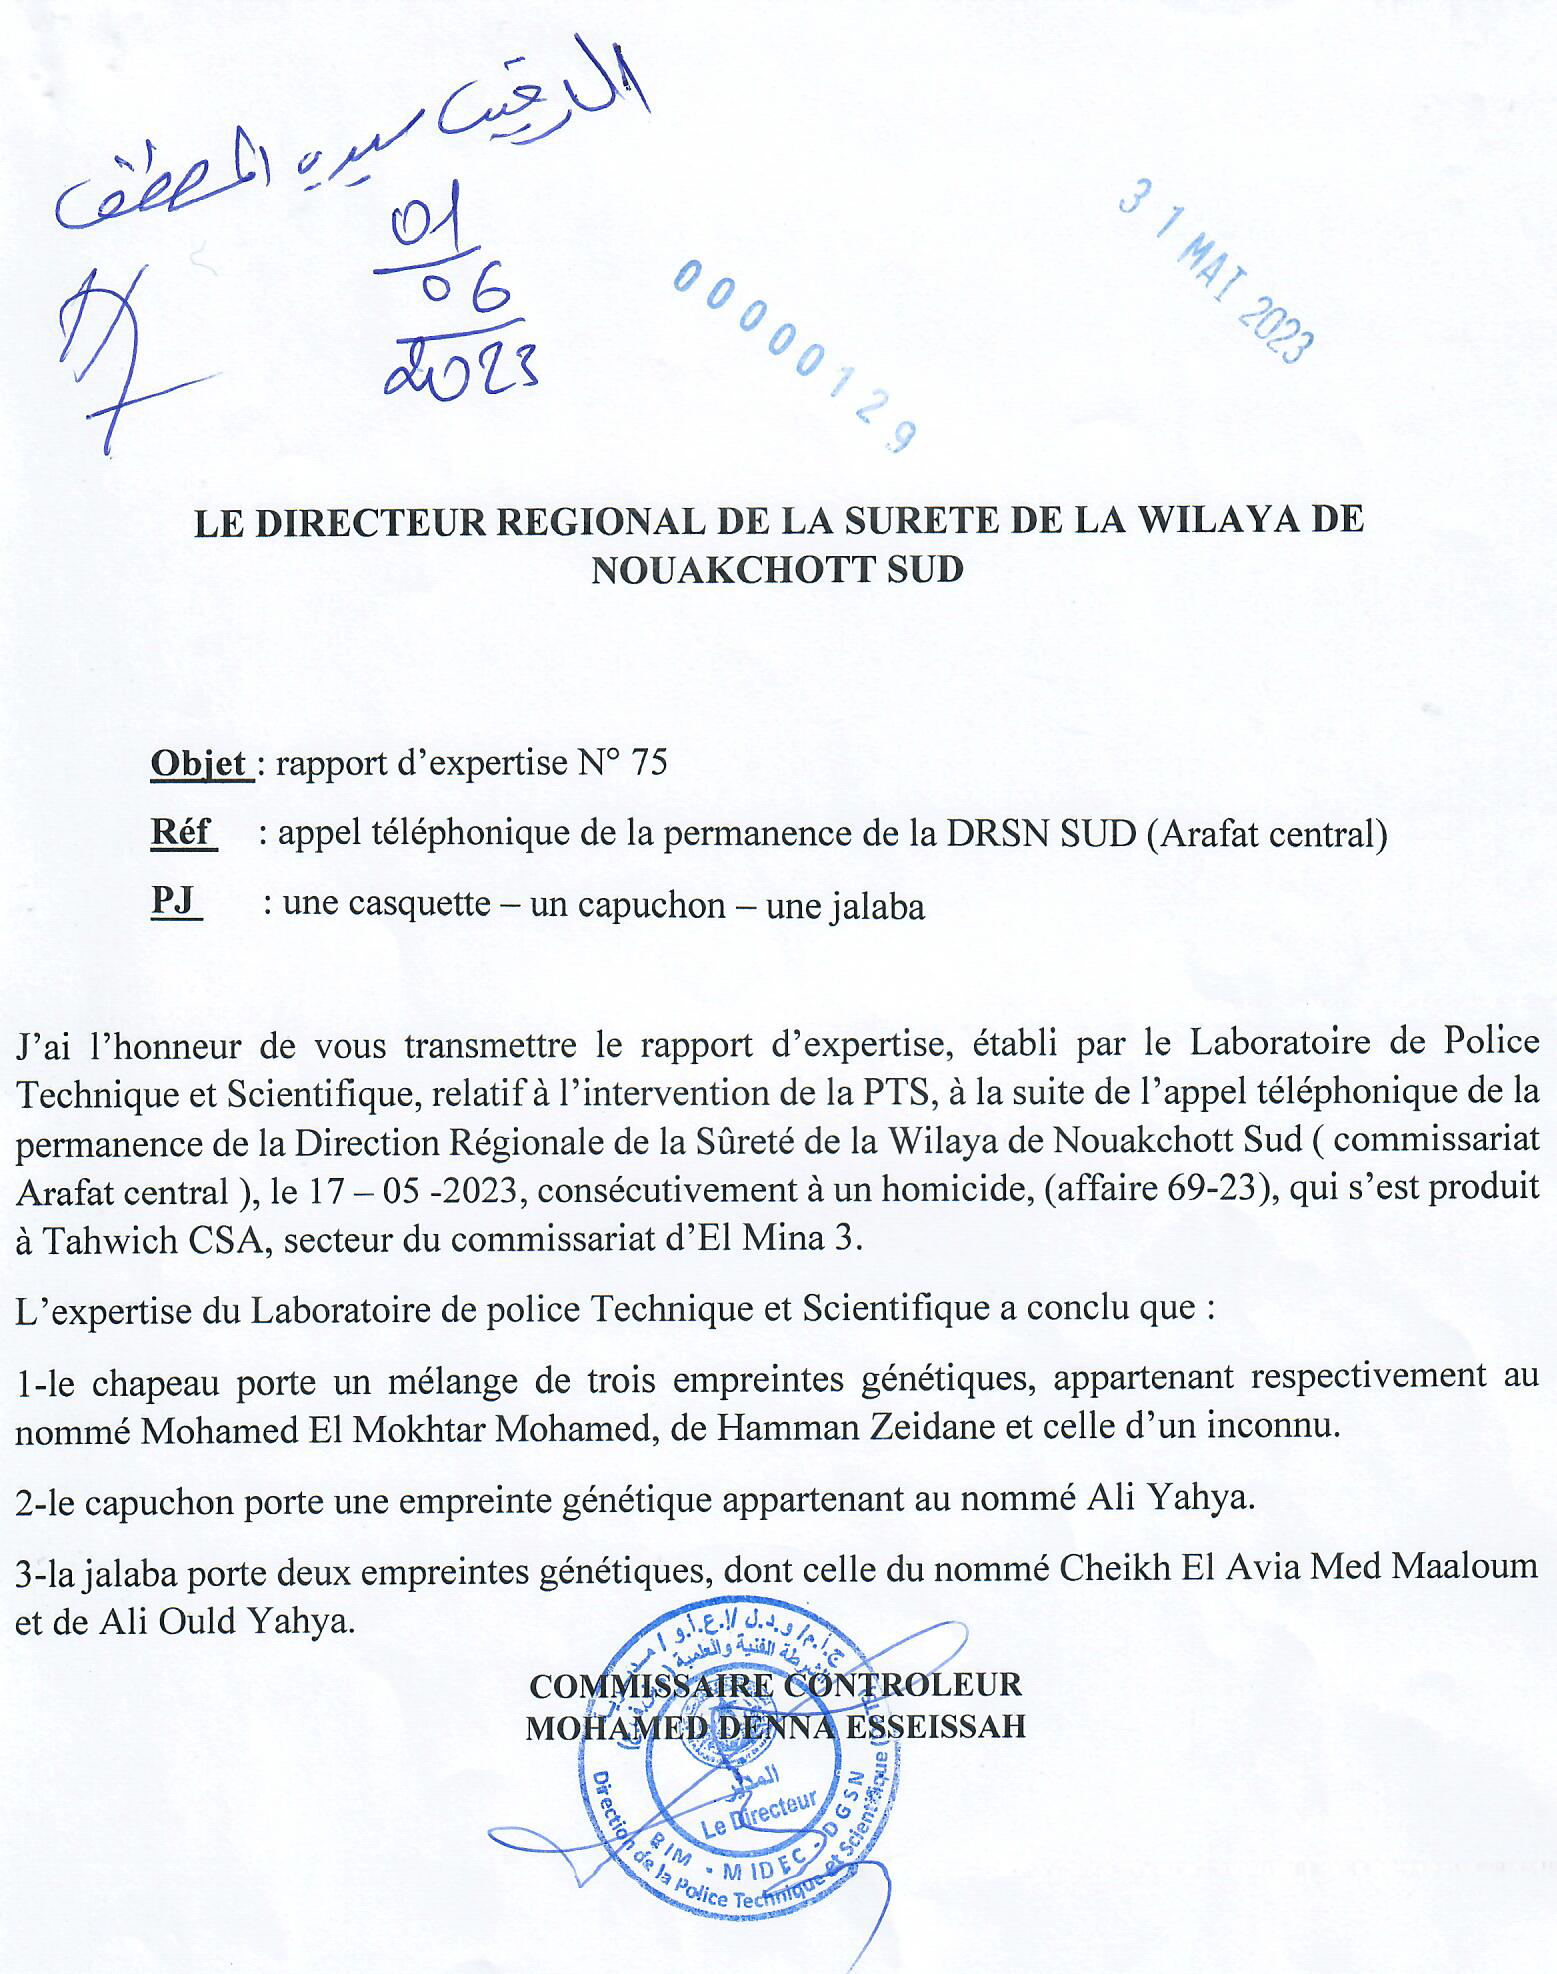 الرقيب سيدي المصطف
01
06
2023
31 MAI 2023
00000129
LE DIRECTEUR REGIONAL DE LA SURETE DE LA WILAYA DE
NOUAKCHOTT SUD
Objet : rapport d’expertise N° 75
Réf : appel téléphonique de la permanence de la DRSN SUD (Arafat central)
PJ : une casquette – un capuchon – une jalaba
J’ai l’honneur de vous transmettre le rapport d’expertise, établi par le Laboratoire de Police
Technique et Scientifique, relatif à l’intervention de la PTS, à la suite de l’appel téléphonique de la
permanence de la Direction Régionale de la Sûreté de la Wilaya de Nouakchott Sud ( commissariat
Arafat central ), le 17 – 05 -2023, consécutivement à un homicide, (affaire 69-23), qui s’est produit
à Tahwich CSA, secteur du commissariat d’El Mina 3.
L’expertise du Laboratoire de police Technique et Scientifique a conclu que :
1-le chapeau porte un mélange de trois empreintes génétiques, appartenant respectivement au
nommé Mohamed El Mokhtar Mohamed, de Hamman Zeidane et celle d’un inconnu.
2-le capuchon porte une empreinte génétique appartenant au nommé Ali Yahya.
3-la jalaba porte deux empreintes génétiques, dont celle du nommé Cheikh El Avia Med Maaloum
et de Ali Ould Yahya.
COMMISSAIRE CONTROLEUR
MOHAMED DENNA ESSEISSAH
ج.أ.م/و.د.ل/إ.ع.أ.و/مديرية
الشرطة الفنية والعلمية
المدير
Le Directeur
RIM - MIDEC - DGSN
Direction de la Police Technique et Scientifique